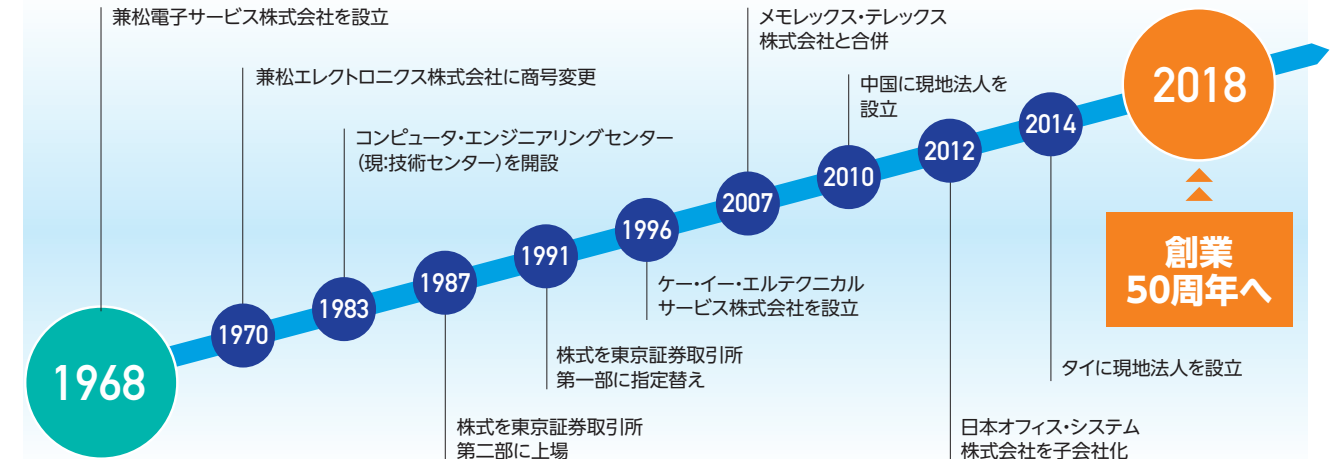 1968
兼松電子サービス株式会社を設立
1970
兼松エレクトロニクス株式会社に商号変更
1983
コンピュータ・エンジニアリングセンター
(現:技術センター)を開設
1987
株式を東京証券取引所
第二部に上場
1991
株式を東京証券取引所
第一部に指定替え
1996
ケー・イー・エルテクニカル
サービス株式会社を設立
2007
メモレックス・テレックス
株式会社と合併
2010
中国に現地法人を
設立
2012
日本オフィス・システム
株式会社を子会社化
2014
タイに現地法人を設立
2018
創業
50周年へ